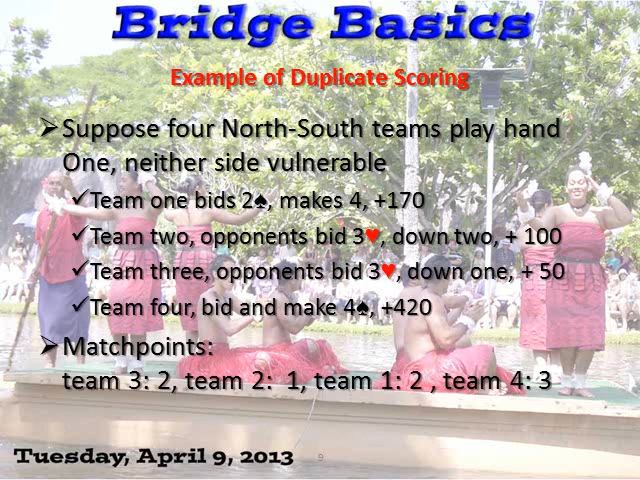 Bridge Basics
Example of Duplicate Scoring
➢Suppose four North-South teams play hand
One, neither side vulnerable
✓Team one bids 2♠, makes 4, +170
✓Team two, opponents bid 3♥, down two, + 100
✓Team three, opponents bid 3♥, down one, + 50
✓Team four, bid and make 4♠, +420
➢Matchpoints:
team 3: 2, team 2:  1, team 1: 2 , team 4: 3
Tuesday, April 9, 2013 9